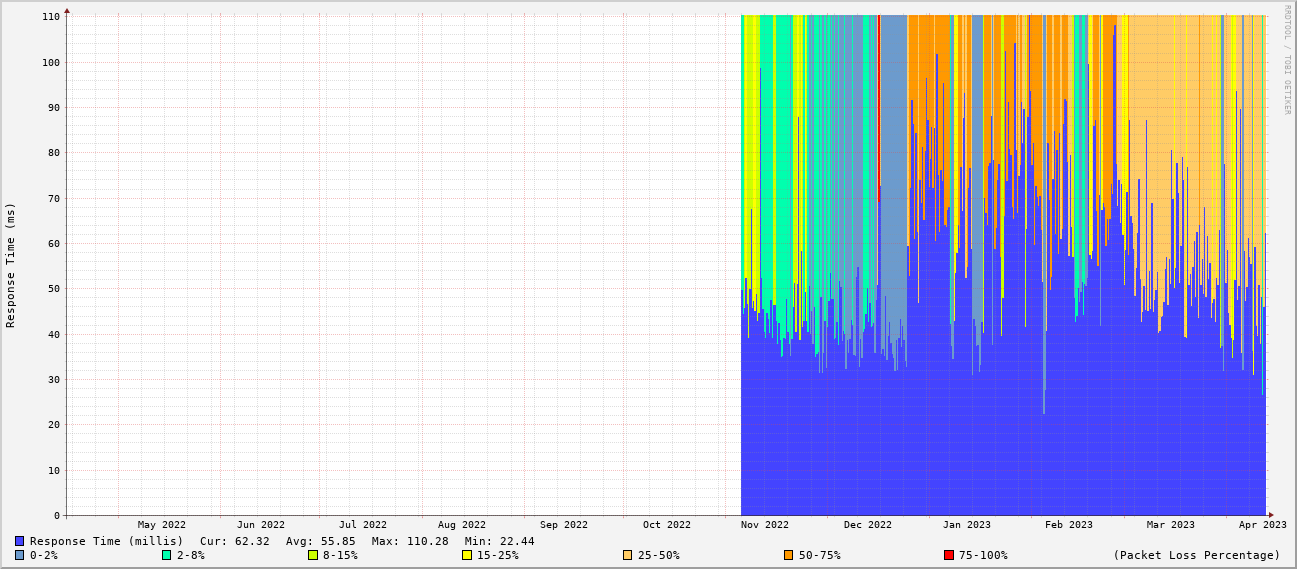 RRDTOOL / TOBI OETIKER
Response Time (ms)
110
100
90
80
70
60
50
40
30
20
10
0
May 2022 Jun 2022 Jul 2022 Aug 2022 Sep 2022 Oct 2022 Nov 2022 Dec 2022 Jan 2023 Feb 2023 Mar 2023 Apr 2023
Response Time (millis) Cur: 62.32 Avg: 55.85 Max: 110.28 Min: 22.44
0-2% 2-8% 8-15% 15-25% 25-50% 50-75% 75-100% (Packet Loss Percentage)